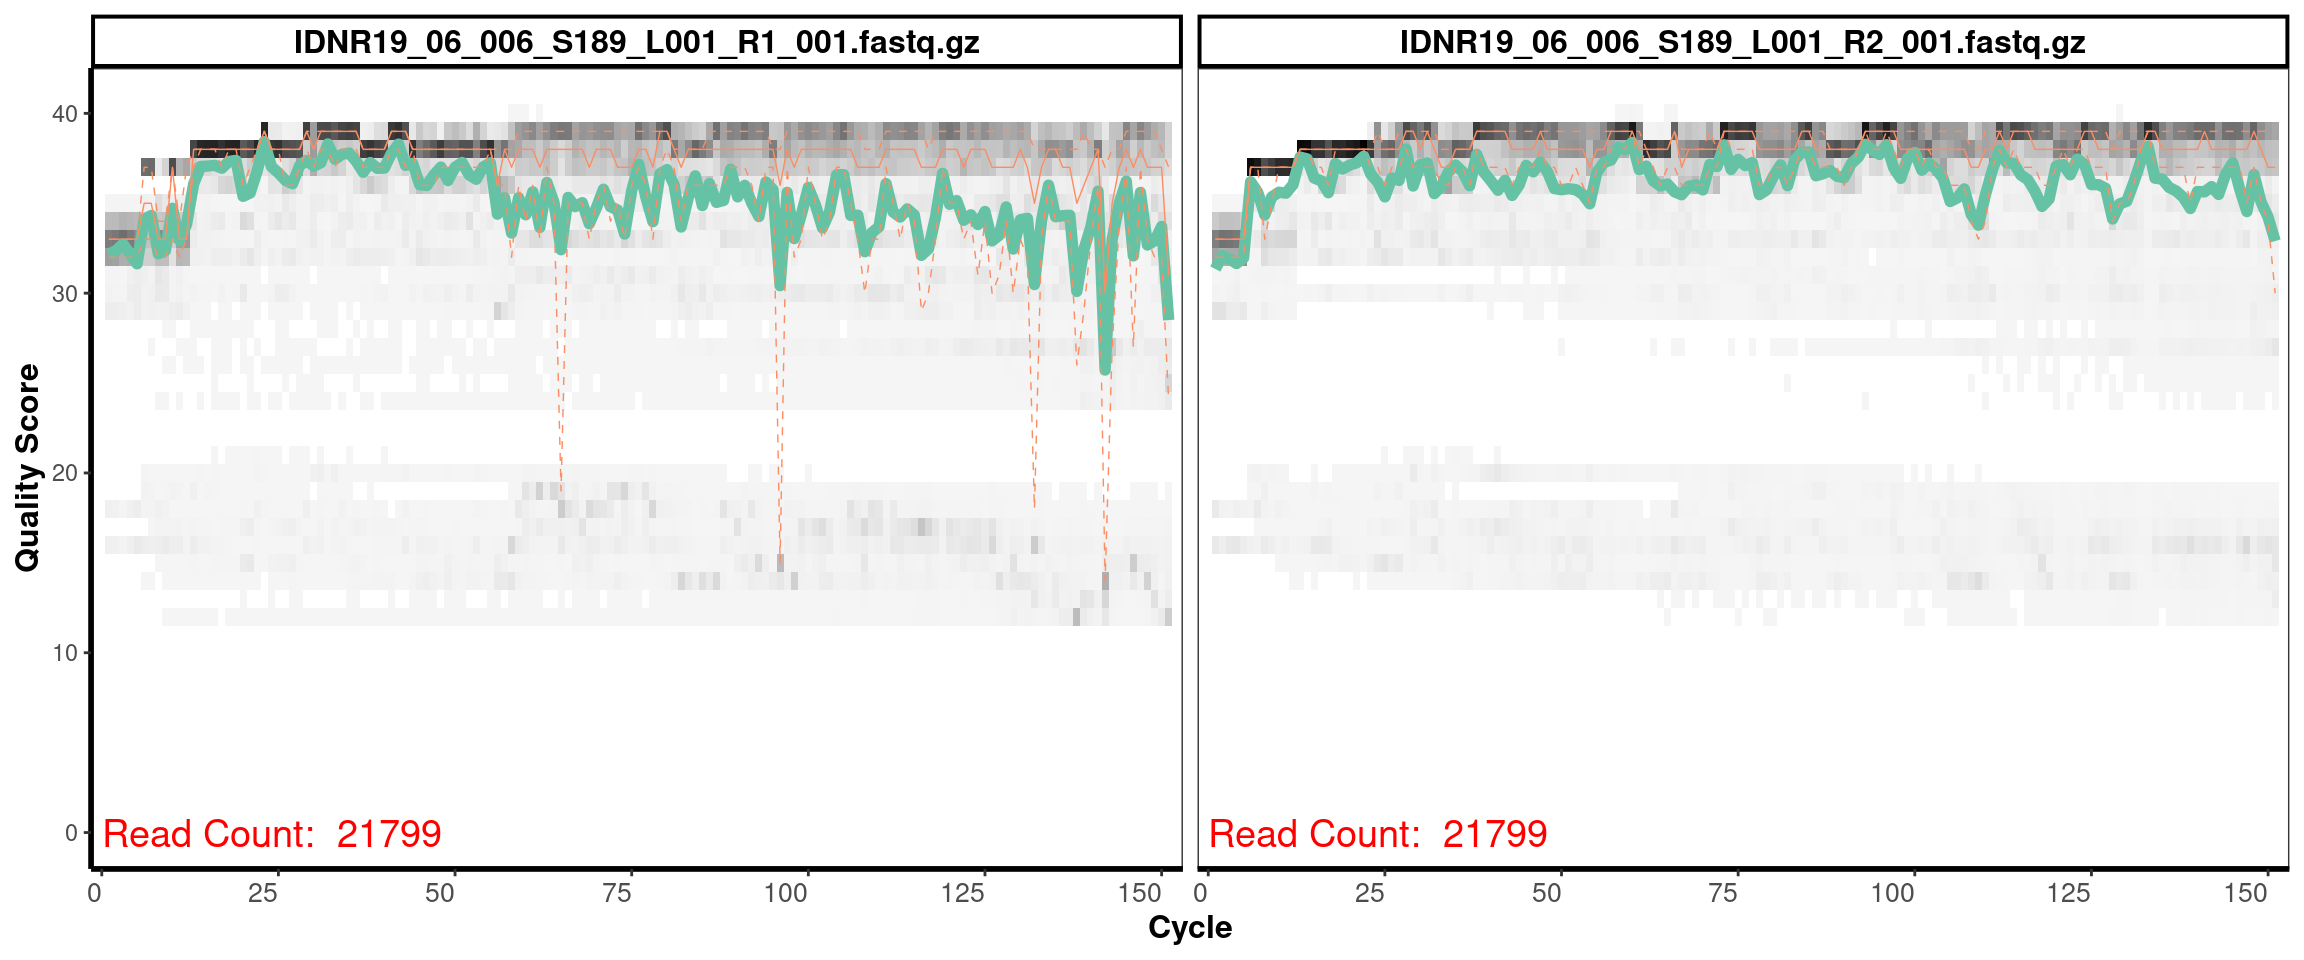 IDNR19_06_006_S189_L001_R1_001.fastq.gz
IDNR19_06_006_S189_L001_R2_001.fastq.gz
40
30
20
10
0
Quality Score
Read Count: 21799
Read Count: 21799
0 25 50 75 100 125 150
0 25 50 75 100 125 150
Cycle